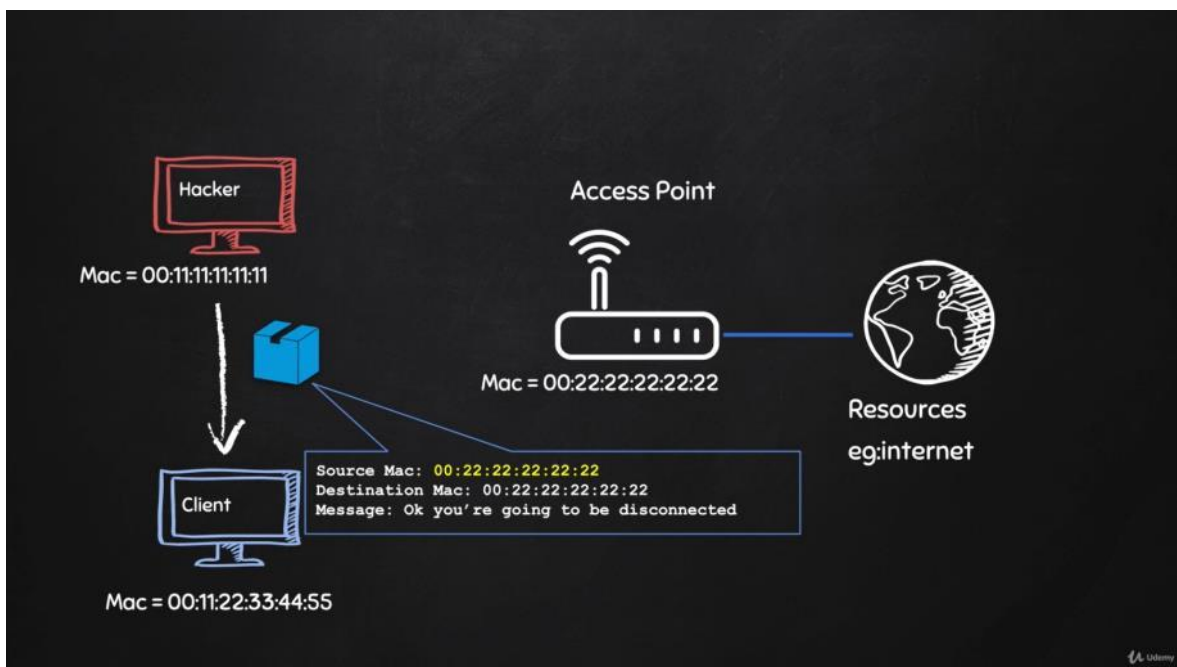 Hacker
Mac = 00:11:11:11:11:11
Access Point
Mac = 00:22:22:22:22:22
Resources
eg:internet
Source Mac: 00:22:22:22:22:22
Destination Mac: 00:22:22:22:22:22
Message: Ok you're going to be disconnected
Client
Mac = 00:11:22:33:44:55
Udemy